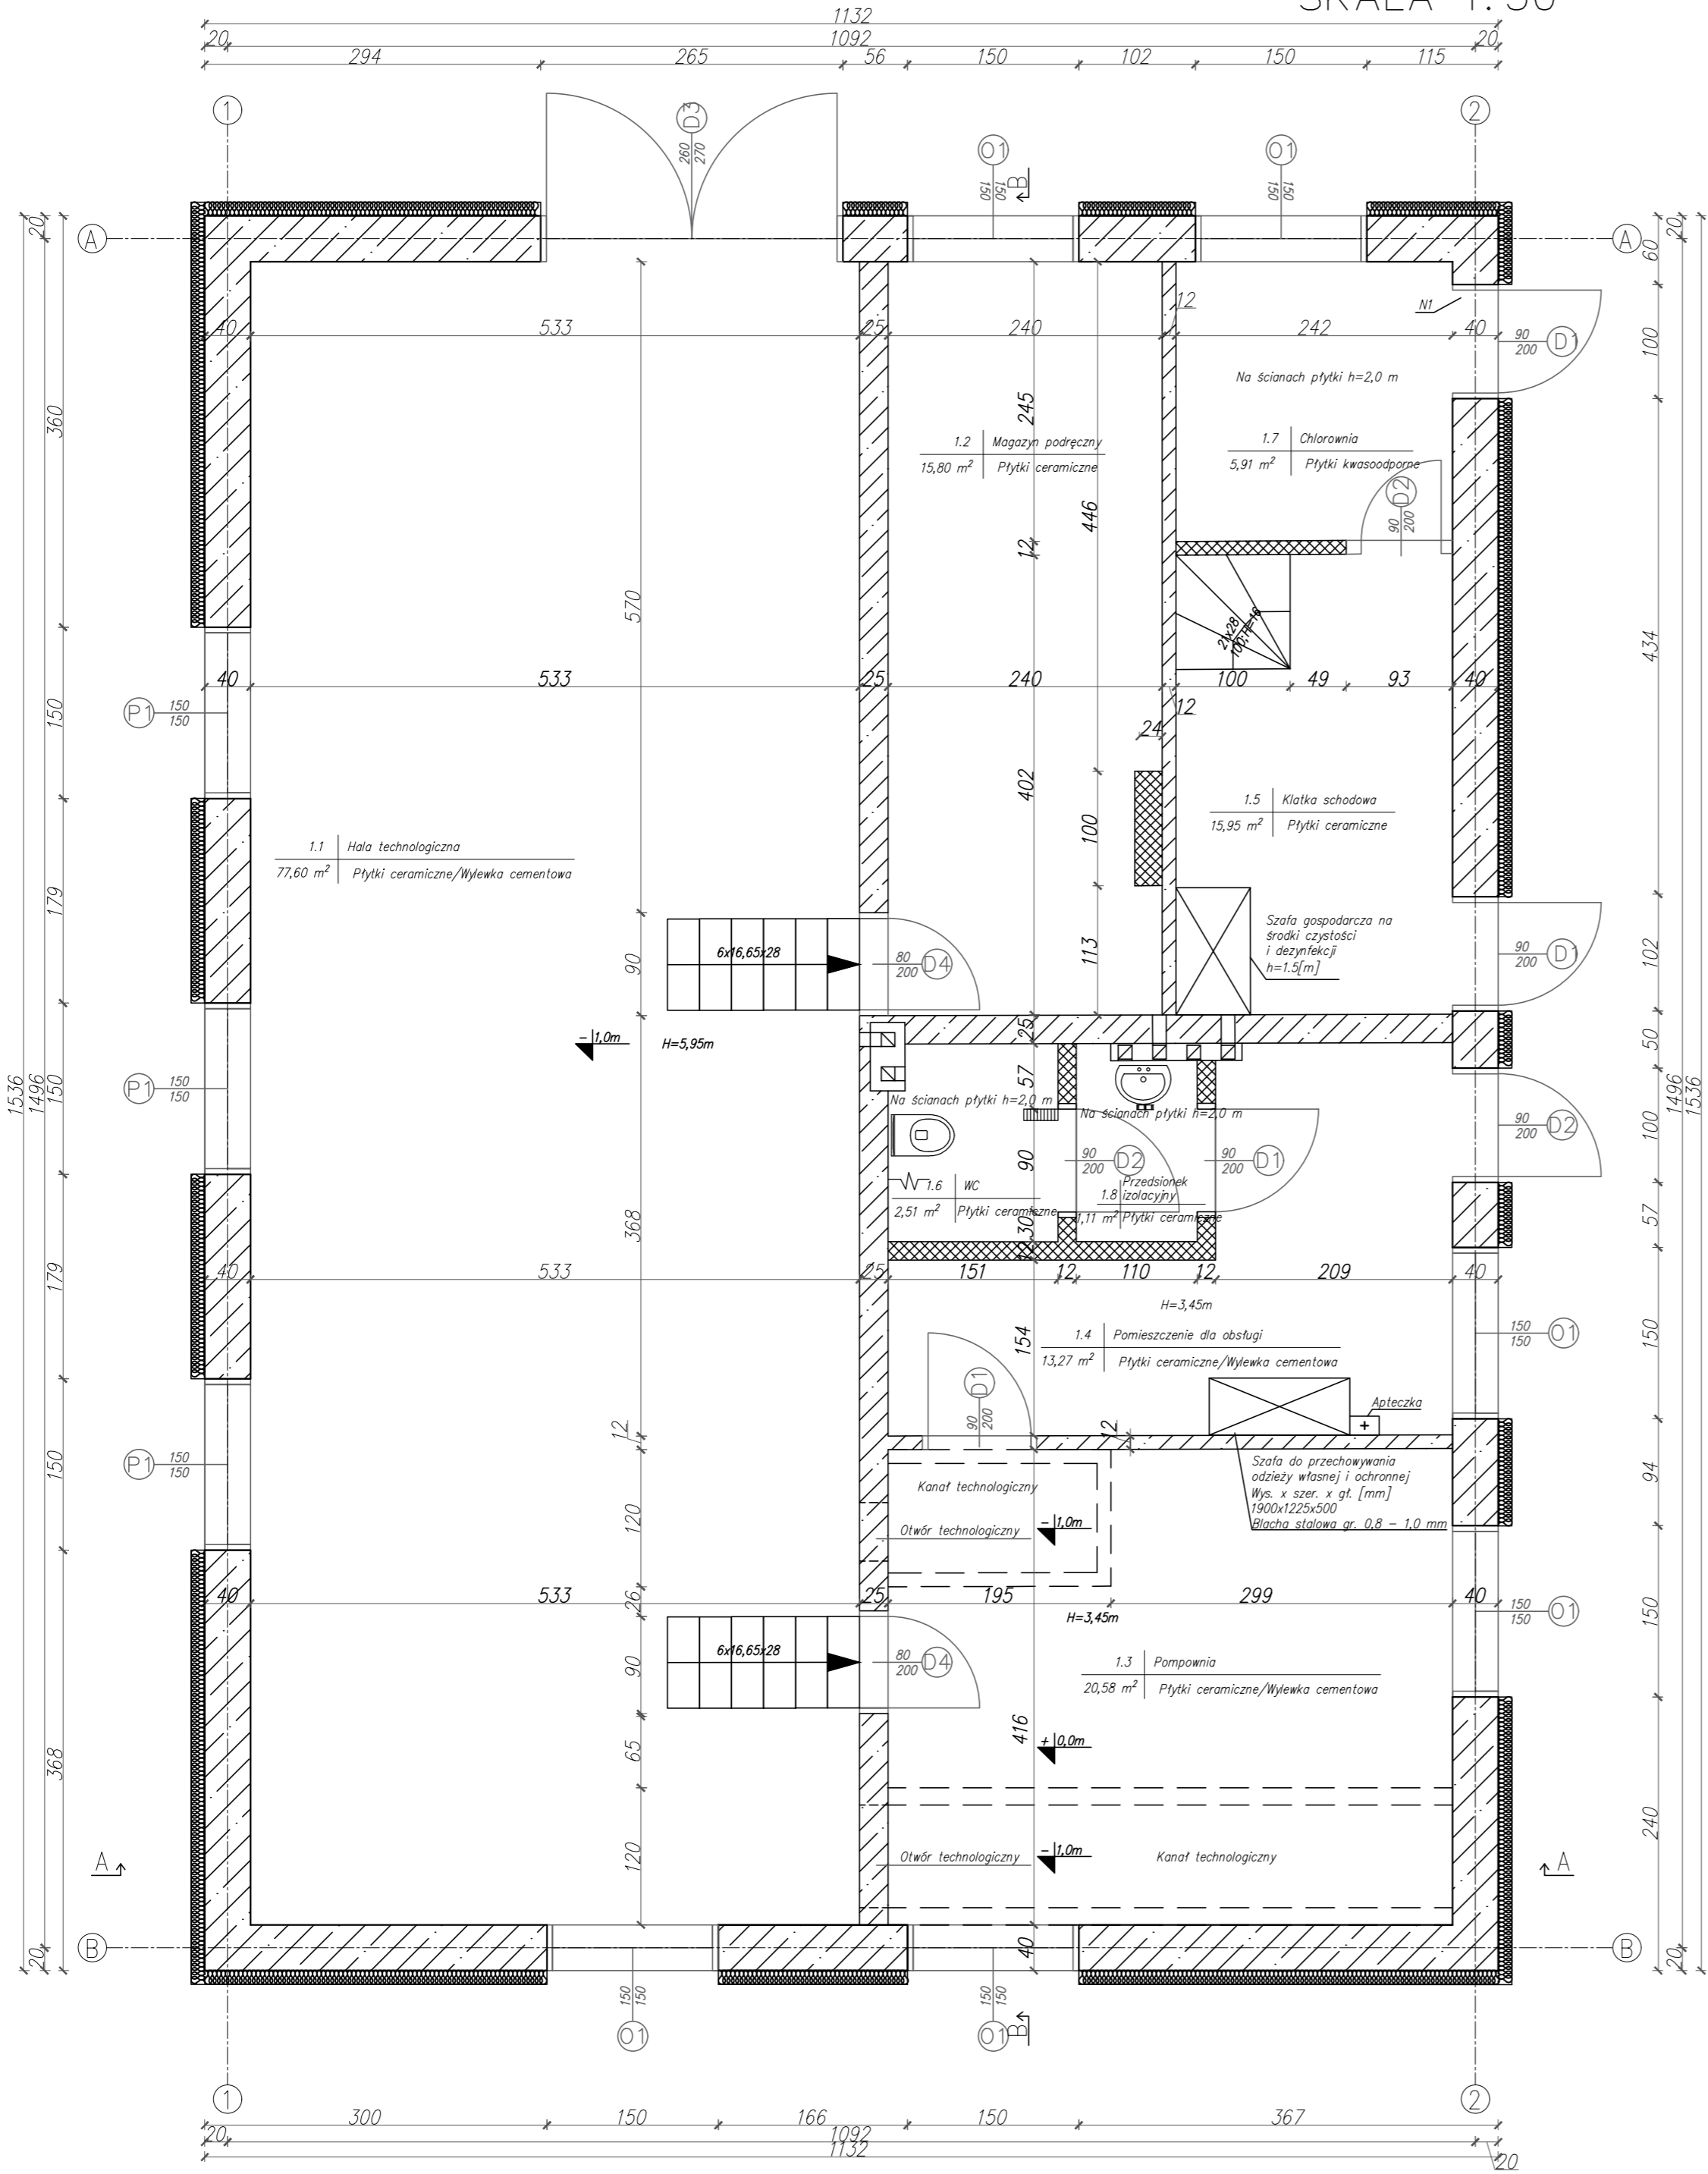 SKALA 1:50
1132
20 1092 20
294 265 56 150 102 150 115
1 2
D3
260
270
O1
150
150
B
O1
150
150
A A
20 20
60
N1
12
40 533 25 240 242 40
90
200 D1
100
Na ścianach płytki h=2,0 m
360
245
1.2 Magazyn podręczny
15,80 m² Płytki ceramiczne
1.7 Chlorownia
5,91 m² Płytki kwasoodporne
D2
90
200
446
12
570
21x28
100;H=16
434
40 533 25 240 100 49 93 40
12
24
P1 150
150
150
402
100
1.5 Klatka schodowa
15,95 m² Płytki ceramiczne
1.1 Hala technologiczna
77,60 m² Płytki ceramiczne/Wylewka cementowa
179
Szafa gospodarcza na
środki czystości
i dezynfekcji
h=1.5[m]
113
90
6x16,65x28
80
200 D4
90
200 D1
102
- 1,0m
H=5,95m
25
50
57
1536
1496
150
P1 150
150
1496
1536
Na ścianach płytki h=2,0 m
Na ścianach płytki h=2,0 m
90
200 D2
100
90
90
200 D2
90
200 D1
1.6 WC
2,51 m² Płytki ceramiczne
1.8 Przedsionek
izolacyjny
1,11 m² Płytki ceramiczne
368
30
12
57
179
40 533 25 151 12 110 12 209 40
H=3,45m
154
1.4 Pomieszczenie dla obsługi
13,27 m² Płytki ceramiczne/Wylewka cementowa
150
150
150 O1
D1
90
200
Apteczka
12
12
P1 150
150
150
Szafa do przechowywania
odzieży własnej i ochronnej
Wys. x szer. x gł. [mm]
1900x1225x500
Blacha stalowa gr. 0,8 - 1,0 mm
94
Kanał technologiczny
120
Otwór technologiczny
- 1,0m
40 533 25 195 299 40
26
H=3,45m
150
150
150 O1
6x16,65x28
80
200 D4
90
1.3 Pompownia
20,58 m² Płytki ceramiczne/Wylewka cementowa
368
65
416
+ 0,0m
240
120
Otwór technologiczny
- 1,0m
Kanał technologiczny
A A
B B
20 20
40
150
150
O1
150
150
O1
B
1 2
300 150 166 150 367
20 1092
1132
20